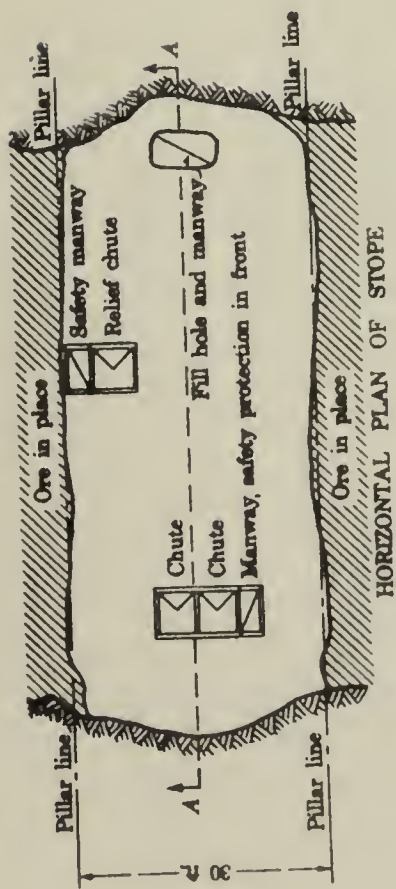 Pillar line
Pillar line
Ore in place
Safety manway
Relief chute
A
A
Chute
Chute
Manway, safety protection in front
Fill hole and manway
30 ft.
Pillar line
Pillar line
Ore in place
HORIZONTAL PLAN OF STOPE